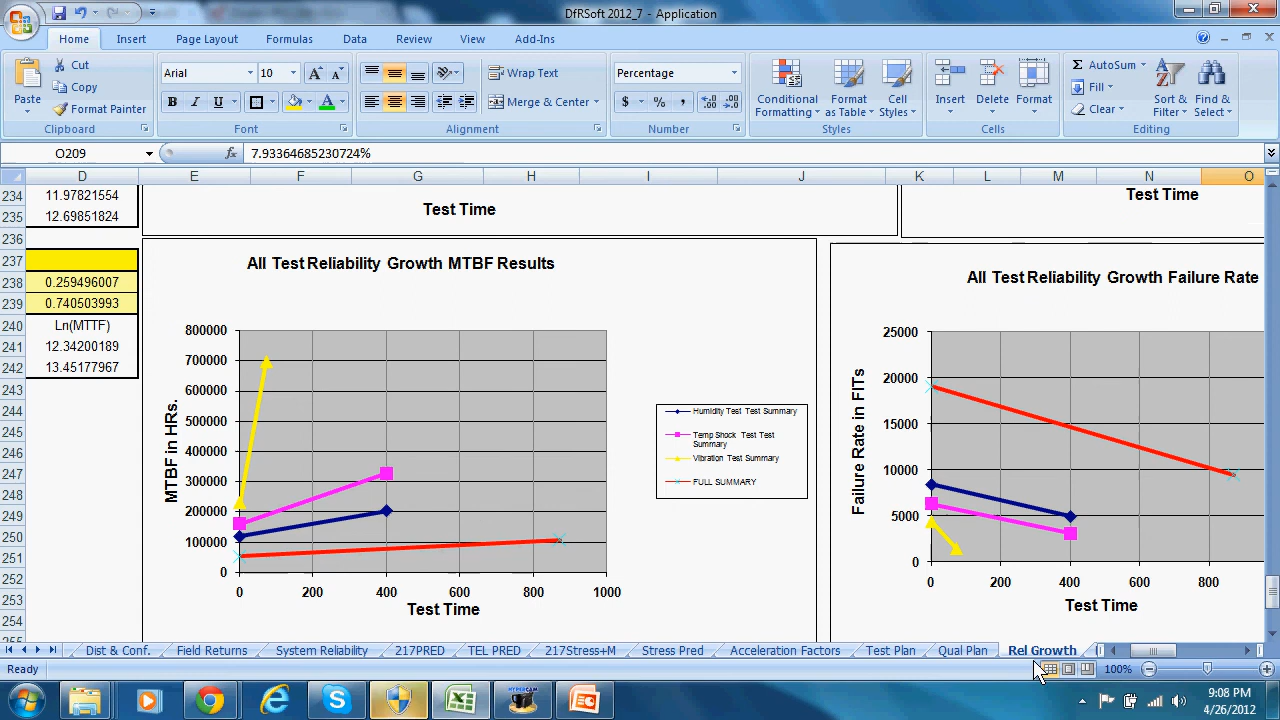 DfRSoft 2012_7 - Application
Home Insert Page Layout Formulas Data Review View Add-Ins
Cut
Copy
Format Painter
Paste
Clipboard
Arial 10
B I U
Font
Wrap Text
Merge & Center
Alignment
Percentage
$ % ,
Number
Conditional Formatting
Format as Table
Cell Styles
Styles
Insert Delete Format
Cells
AutoSum
Fill
Clear
Sort & Filter
Find & Select
Editing
O209 fx 7.93364685230724%
D E F G H I J K L M N O
234 11.97821554
235 12.69851824
236
237
238 0.259496007
239 0.740503993
240 Ln(MTTF)
241 12.34200189
242 13.45177967
243
244
245
246
247
248
249
250
251
252
253
254
255
Test Time
Test Time
All Test Reliability Growth MTBF Results
MTBF in HRs.
800000
700000
600000
500000
400000
300000
200000
100000
0
0 200 400 600 800 1000
Test Time
Humidity Test Test Summary
Temp Shock Test Test
Summary
Vibration Test Summary
FULL SUMMARY
All Test Reliability Growth Failure Rate
Failure Rate in FITs
25000
20000
15000
10000
5000
0
0 200 400 600 800
Test Time
Dist & Conf. Field Returns System Reliability 217PRED TEL PRED 217Stress+M Stress Pred Acceleration Factors Test Plan Qual Plan Rel Growth
Ready 100%
HYPERCAM
9:08 PM
4/26/2012